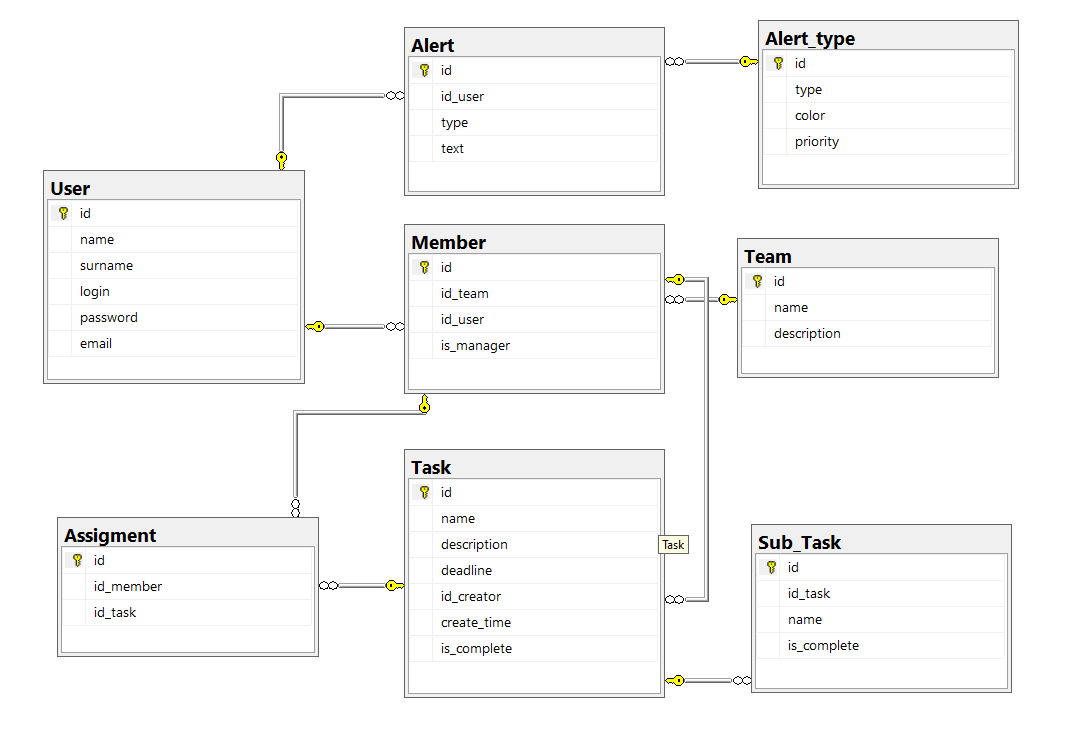 Alert
id
id_user
type
text
Alert_type
id
type
color
priority
User
id
name
surname
login
password
email
Member
id
id_team
id_user
is_manager
Team
id
name
description
Task
id
name
description
deadline
id_creator
create_time
is_complete
Task
Assigment
id
id_member
id_task
Sub_Task
id
id_task
name
is_complete